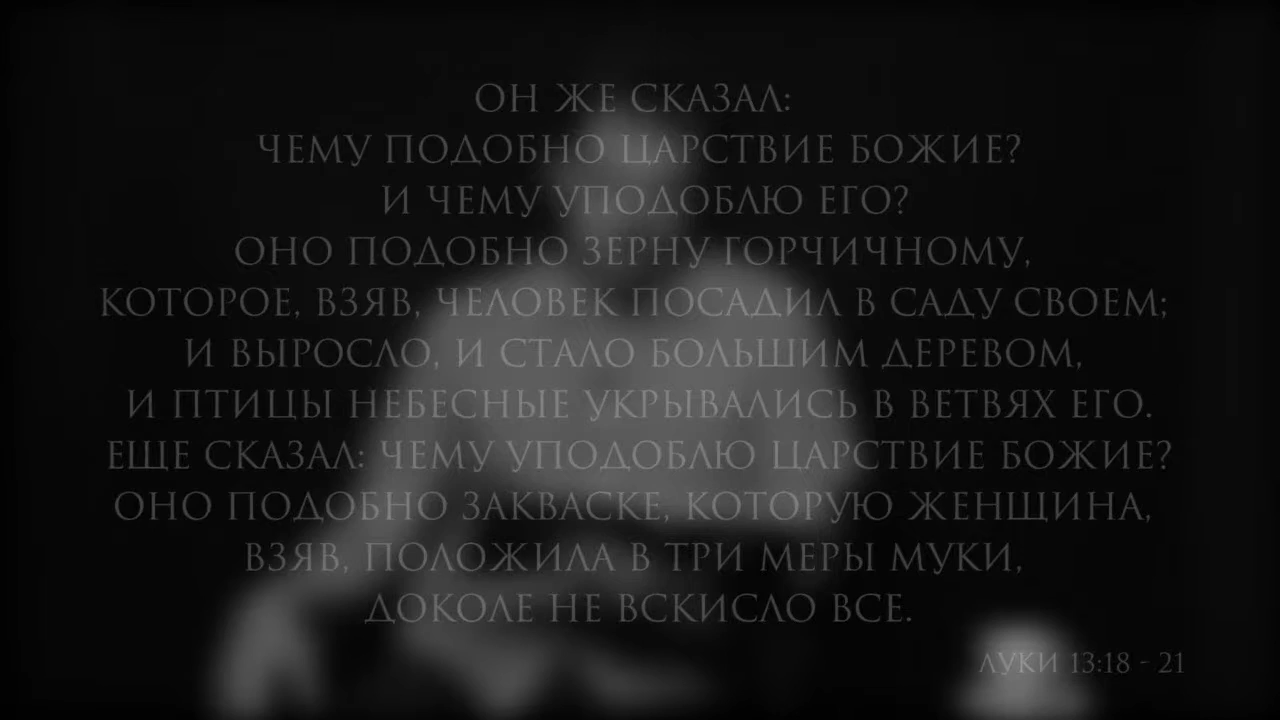 ОН ЖЕ СКАЗАЛ:
ЧЕМУ ПОДОБНО ЦАРСТВИЕ БОЖИЕ?
И ЧЕМУ УПОДОБЛЮ ЕГО?
ОНО ПОДОБНО ЗЕРНУ ГОРЧИЧНОМУ,
КОТОРОЕ, ВЗЯВ, ЧЕЛОВЕК ПОСАДИЛ В САДУ СВОЕМ;
И ВЫРОСЛО, И СТАЛО БОЛЬШИМ ДЕРЕВОМ,
И ПТИЦЫ НЕБЕСНЫЕ УКРЫВАЛИСЬ В ВЕТВЯХ ЕГО.
ЕЩЕ СКАЗАЛ: ЧЕМУ УПОДОБЛЮ ЦАРСТВИЕ БОЖИЕ?
ОНО ПОДОБНО ЗАКВАСКЕ, КОТОРУЮ ЖЕНЩИНА,
ВЗЯВ, ПОЛОЖИЛА В ТРИ МЕРЫ МУКИ,
ДОКОЛЕ НЕ ВСКИСЛО ВСЕ.
ЛУКИ 13:18 - 21